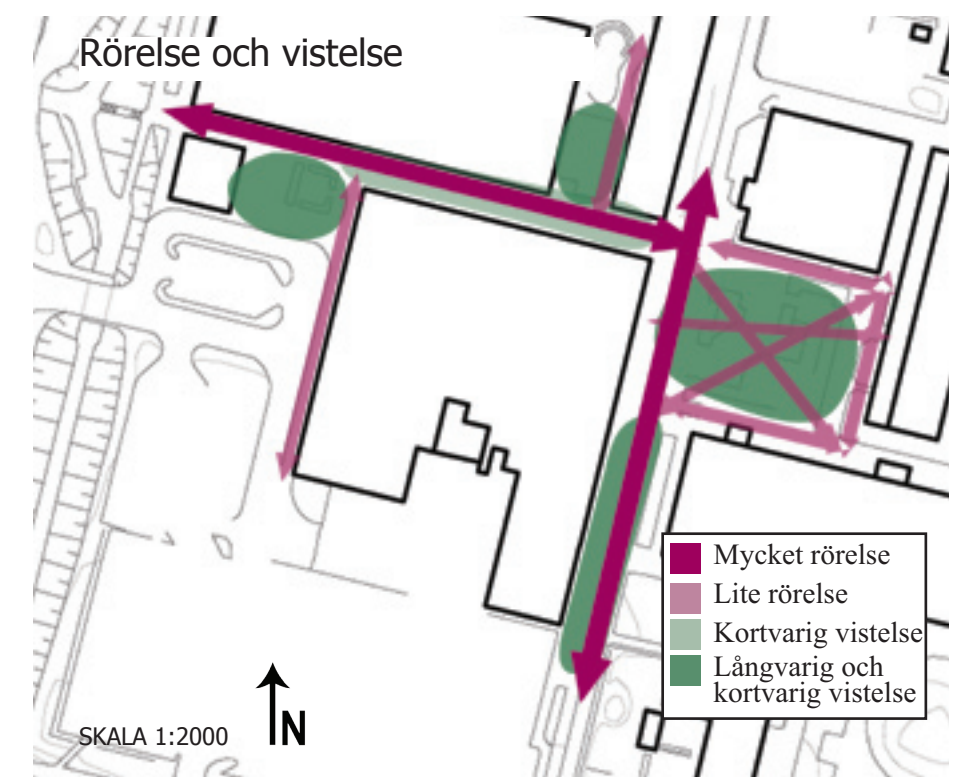 Rörelse och vistelse
Mycket rörelse
Lite rörelse
Kortvarig vistelse
Långvarig och
kortvarig vistelse
SKALA 1:2000
N